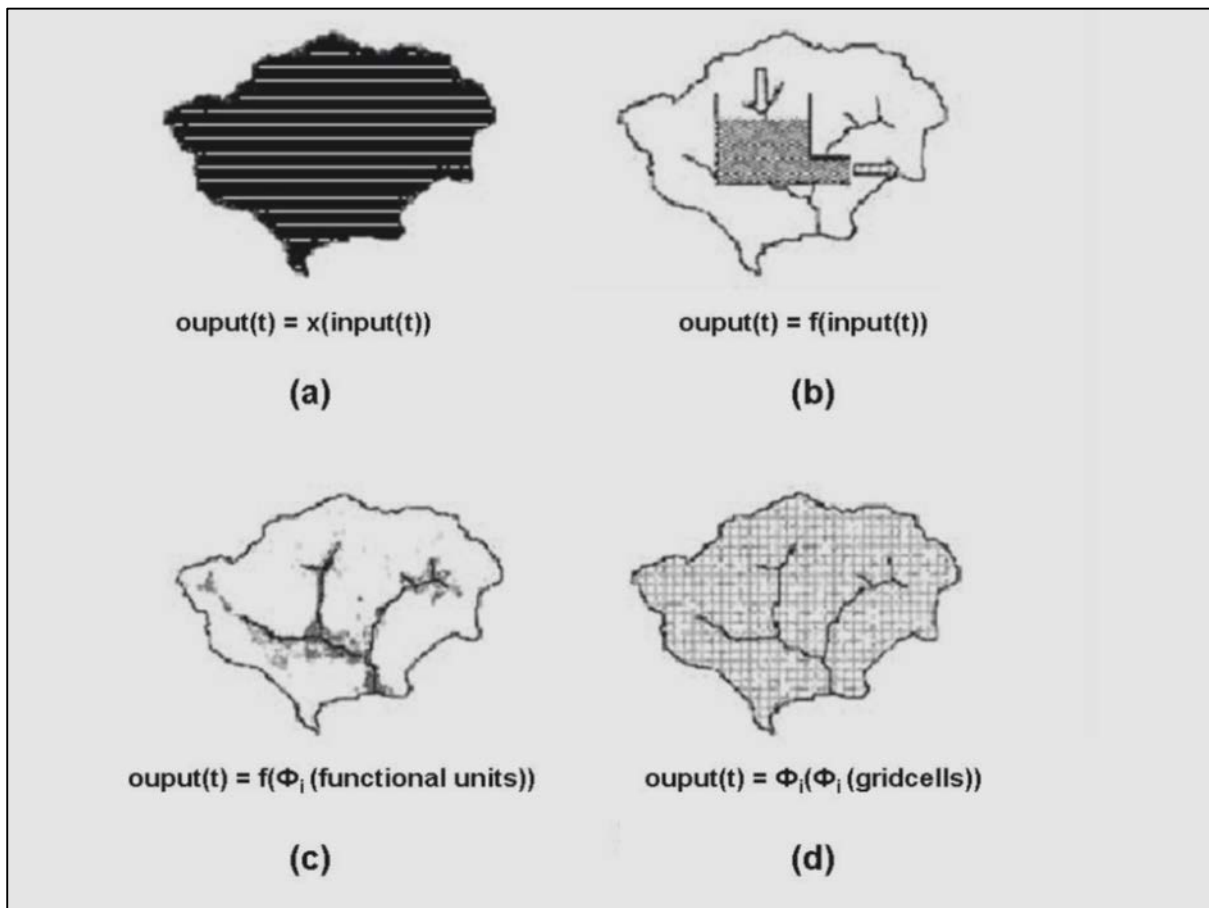 ouput(t) = x(input(t))
ouput(t) = f(input(t))
(a)
(b)
ouput(t) = f(Φi (functional units))
ouput(t) = Φi(Φi (gridcells))
(c)
(d)